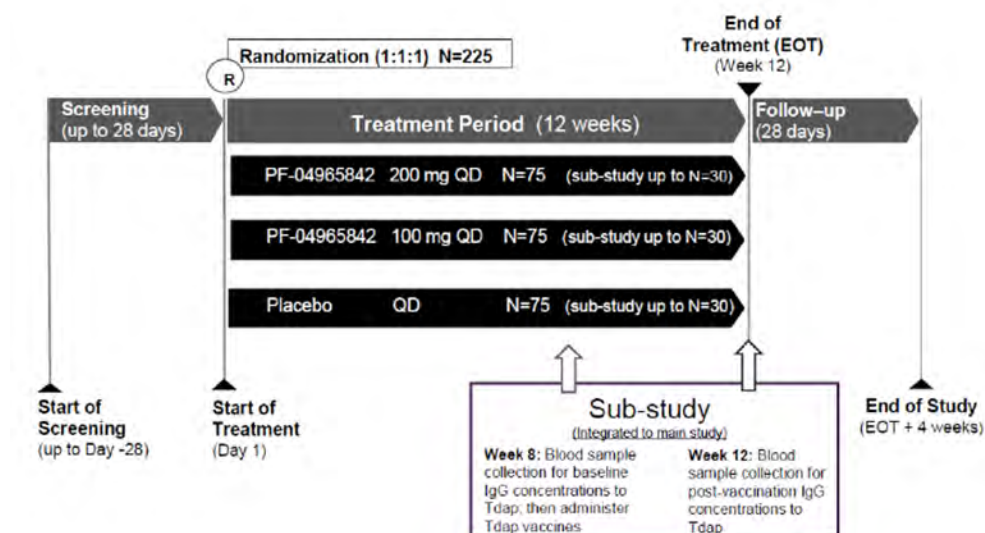 End of
Treatment (EOT)
(Week 12)
Randomization (1:1:1) N=225
R
Screening
(up to 28 days)
Treatment Period (12 weeks)
Follow–up
(28 days)
PF-04965842 200 mg QD N=75 (sub-study up to N=30)
PF-04965842 100 mg QD N=75 (sub-study up to N=30)
Placebo QD N=75 (sub-study up to N=30)
Start of
Screening
(up to Day -28)
Start of
Treatment
(Day 1)
Sub-study
(Integrated to main study)
Week 8: Blood sample
collection for baseline
IgG concentrations to
Tdap; then administer
Tdap vaccines
Week 12: Blood
sample collection for
post-vaccination IgG
concentrations to
Tdap
End of Study
(EOT + 4 weeks)